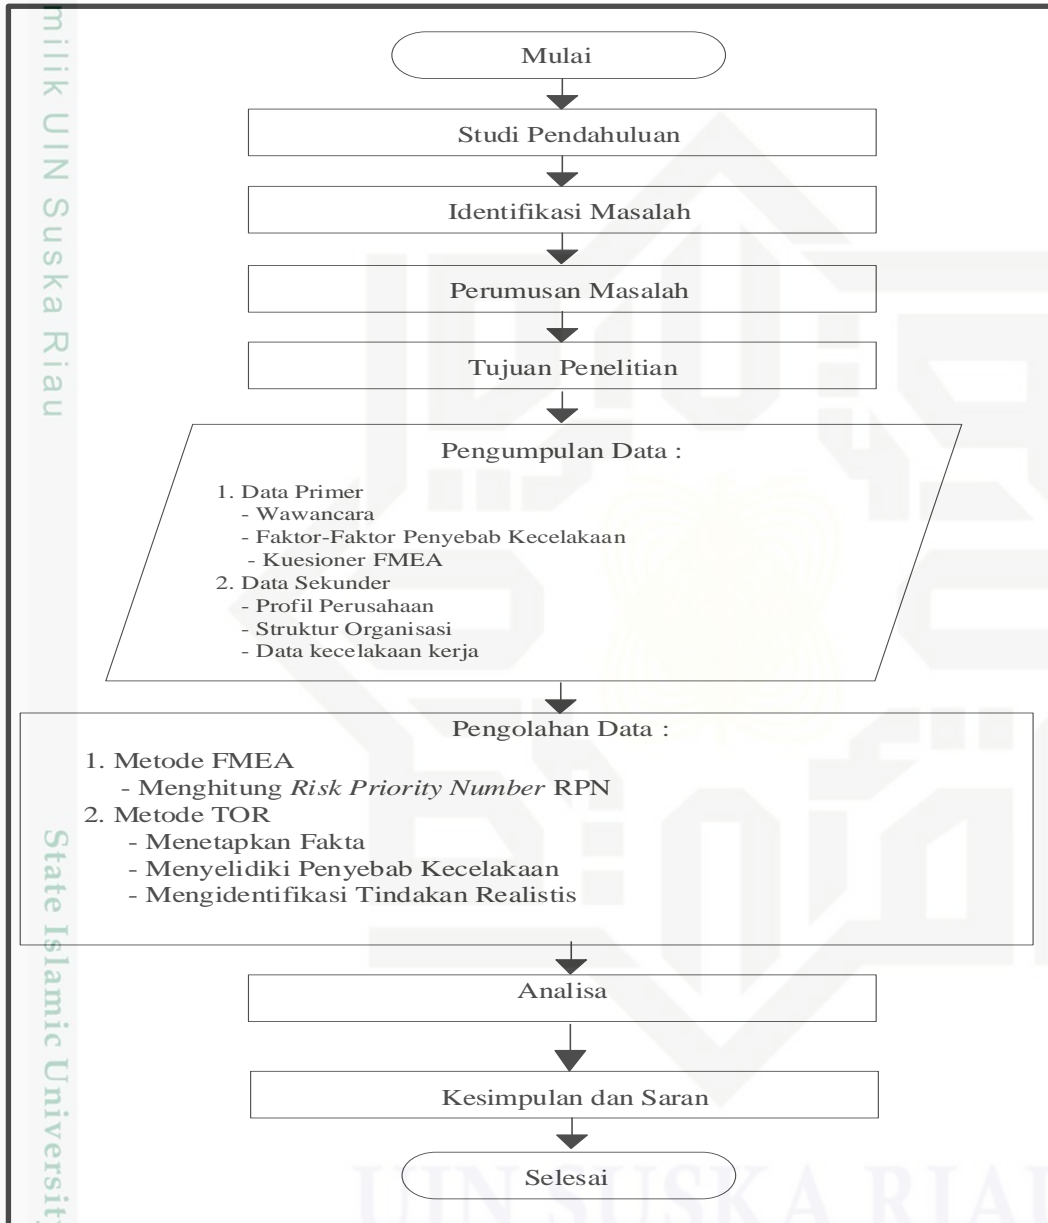 milik UIN Suska Riau
State Islamic Universit
Mulai
Studi Pendahuluan
Identifikasi Masalah
Perumusan Masalah
Tujuan Penelitian
Pengumpulan Data :
1. Data Primer
- Wawancara
- Faktor-Faktor Penyebab Kecelakaan
- Kuesioner FMEA
2. Data Sekunder
- Profil Perusahaan
- Struktur Organisasi
- Data kecelakaan kerja
Pengolahan Data :
1. Metode FMEA
- Menghitung Risk Priority Number RPN
2. Metode TOR
- Menetapkan Fakta
- Menyelidiki Penyebab Kecelakaan
- Mengidentifikasi Tindakan Realistis
Analisa
Kesimpulan dan Saran
Selesai
UIN SUSKA RIAU